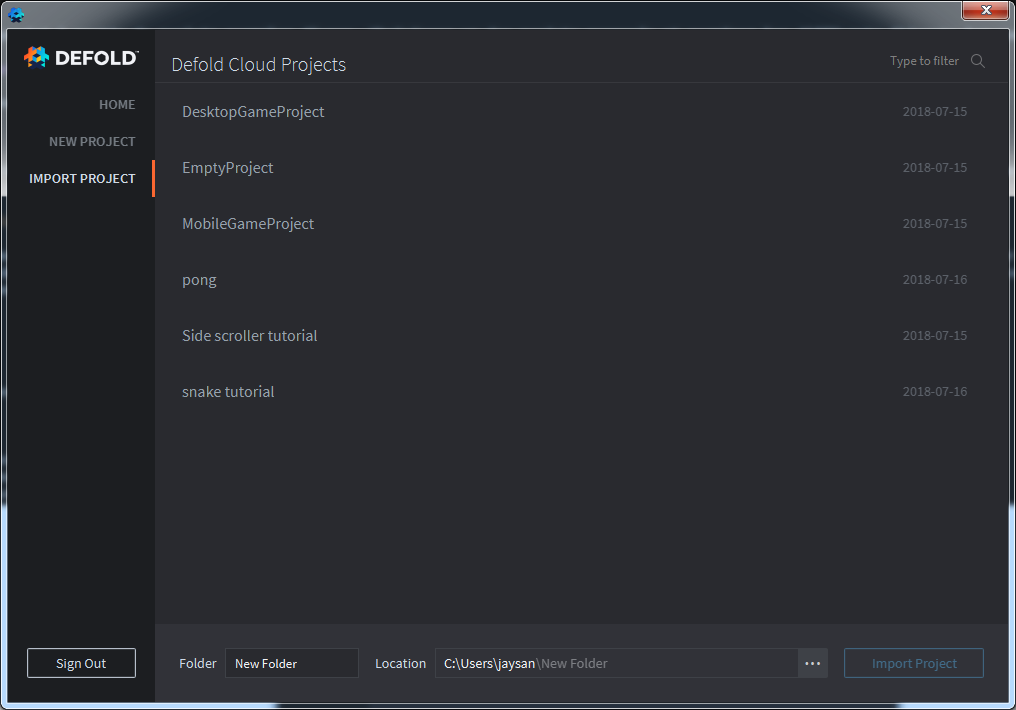 DEFOLD™
HOME
NEW PROJECT
IMPORT PROJECT
Defold Cloud Projects
Type to filter
DesktopGameProject 2018-07-15
EmptyProject 2018-07-15
MobileGameProject 2018-07-15
pong 2018-07-16
Side scroller tutorial 2018-07-15
snake tutorial 2018-07-16
Sign Out
Folder New Folder Location C:\Users\jaysan\New Folder ... Import Project